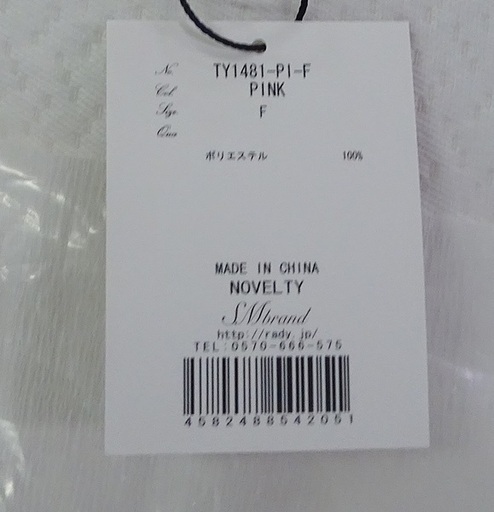 No. TY1481-PI-F
Col PINK
Size F
Qua
ポリエステル 100%
MADE IN CHINA
NOVELTY
SMbrand
http://rady.jp/
TEL:0570-666-575
4582488542051